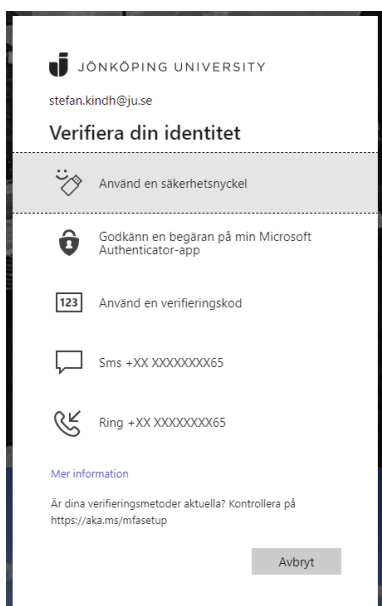 JÖNKÖPING UNIVERSITY
stefan.kindh@ju.se
Verifiera din identitet
Använd en säkerhetsnyckel
Godkänn en begäran på min Microsoft
Authenticator-app
123
Använd en verifieringskod
Sms +XX XXXXXXXX65
Ring +XX XXXXXXXX65
Mer information
Är dina verifieringsmetoder aktuella? Kontrollera på
https://aka.ms/mfasetup
Avbryt